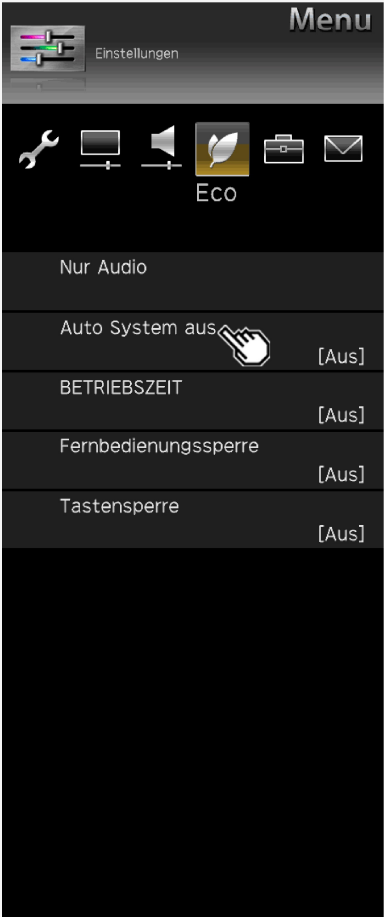 Menu
Einstellungen
Eco
Nur Audio
Auto System aus
[Aus]
BETRIEBSZEIT
[Aus]
Fernbedienungssperre
[Aus]
Tastensperre
[Aus]